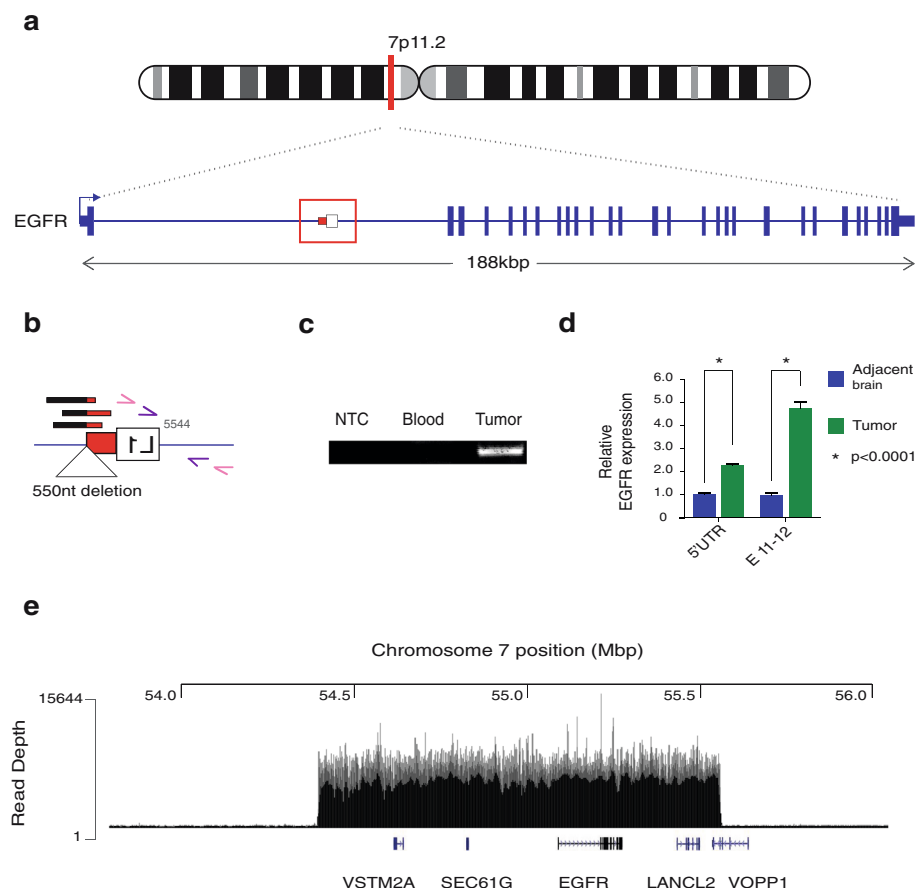 a
7p11.2
EGFR
188kbp
b
5544
L1
550nt deletion
c
NTC Blood Tumor
d
Relative
EGFR expression
6.0
5.0
4.0
3.0
2.0
1.0
0
* *
5'UTR
E 11-12
Adjacent
brain
Tumor
* p<0.0001
e
Chromosome 7 position (Mbp)
54.0 54.5 55.0 55.5 56.0
Read Depth
15644
1
VSTM2A SEC61G EGFR LANCL2 VOPP1